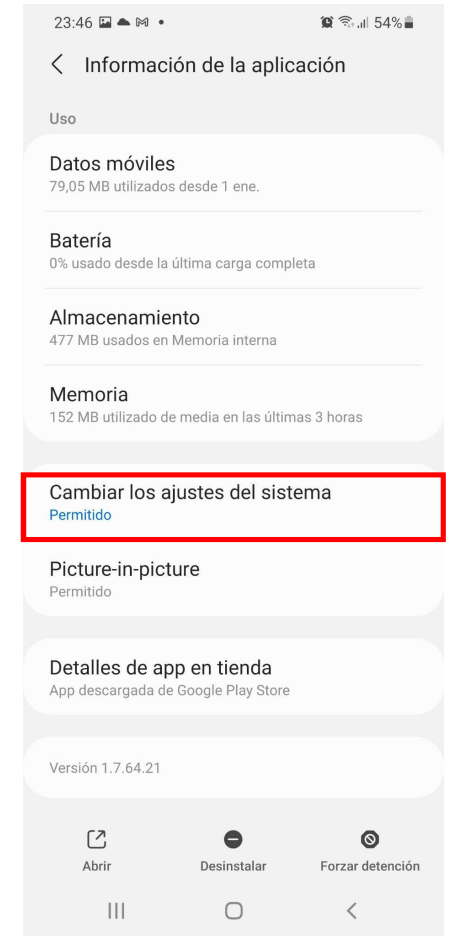 23:46 54%
Información de la aplicación
Uso
Datos móviles
79,05 MB utilizados desde 1 ene.
Batería
0% usado desde la última carga completa
Almacenamiento
477 MB usados en Memoria interna
Memoria
152 MB utilizado de media en las últimas 3 horas
Cambiar los ajustes del sistema
Permitido
Picture-in-picture
Permitido
Detalles de app en tienda
App descargada de Google Play Store
Versión 1.7.64.21
Abrir Desinstalar Forzar detención